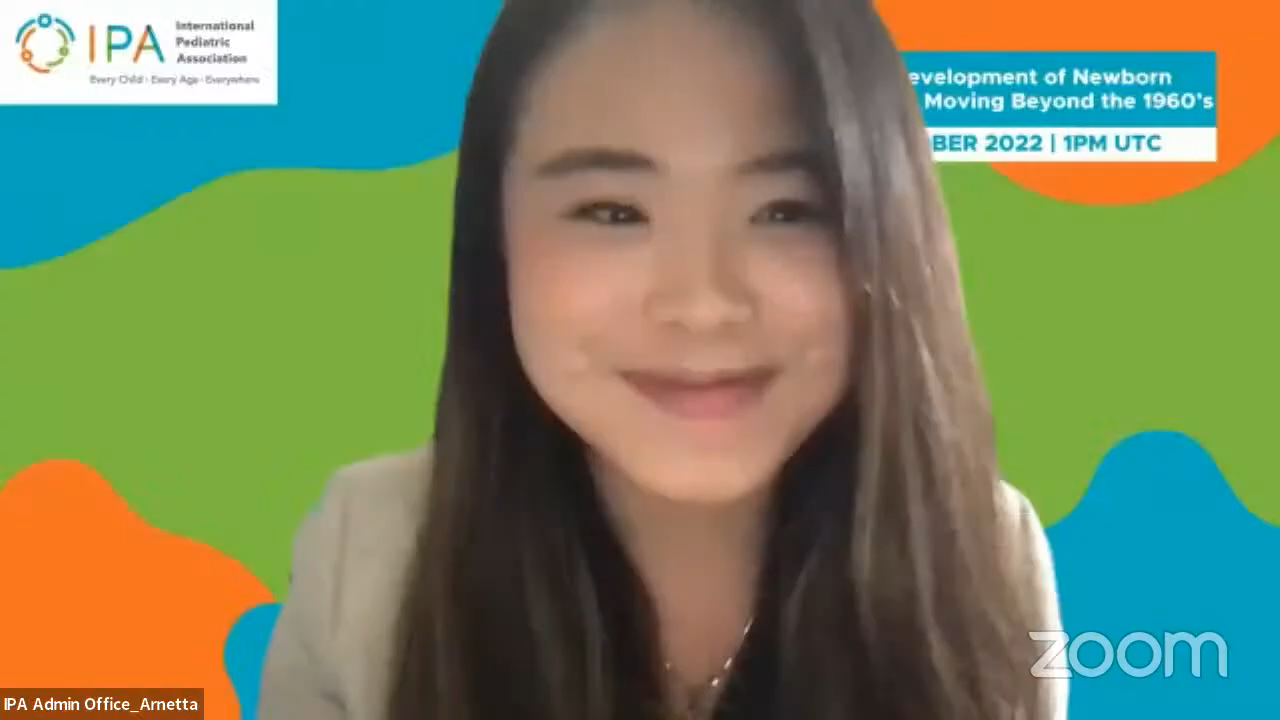 IPA
International
Pediatric
Association
Every Child · Every Age · Everywhere
evelopment of Newborn
Moving Beyond the 1960's
BER 2022 | 1PM UTC
zoom
IPA Admin Office_Arnetta